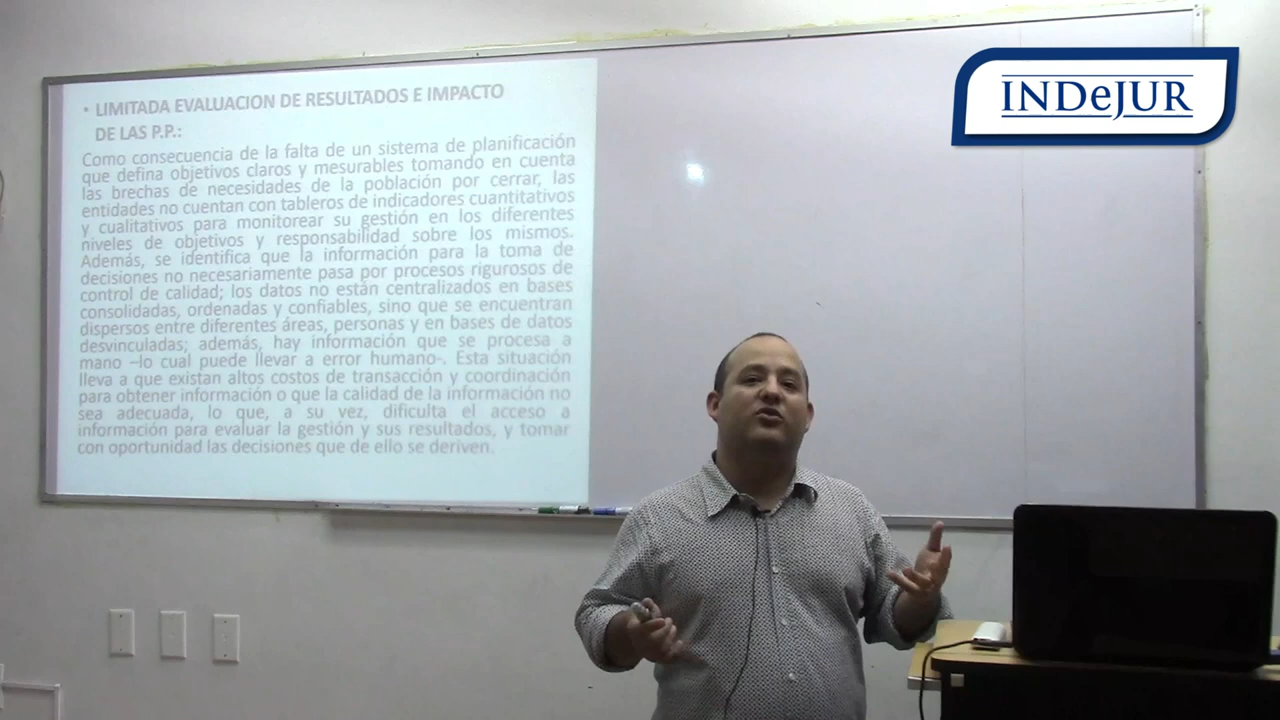 INDeJUR
• LIMITADA EVALUACION DE RESULTADOS E IMPACTO
DE LAS P.P.:
Como consecuencia de la falta de un sistema de planificación
que defina objetivos claros y mesurables tomando en cuenta
las brechas de necesidades de la población por cerrar, las
entidades no cuentan con tableros de indicadores cuantitativos
y cualitativos para monitorear su gestión en los diferentes
niveles de objetivos y responsabilidad sobre los mismos.
Además, se identifica que la información para la toma de
decisiones no necesariamente pasa por procesos rigurosos de
control de calidad; los datos no están centralizados en bases
consolidadas, ordenadas y confiables, sino que se encuentran
dispersos entre diferentes áreas, personas y en bases de datos
desvinculadas; además, hay información que se procesa a
mano –lo cual puede llevar a error humano-. Esta situación
lleva a que existan altos costos de transacción y coordinación
para obtener información o que la calidad de la información no
sea adecuada, lo que, a su vez, dificulta el acceso a
información para evaluar la gestión y sus resultados, y tomar
con oportunidad las decisiones que de ello se deriven.